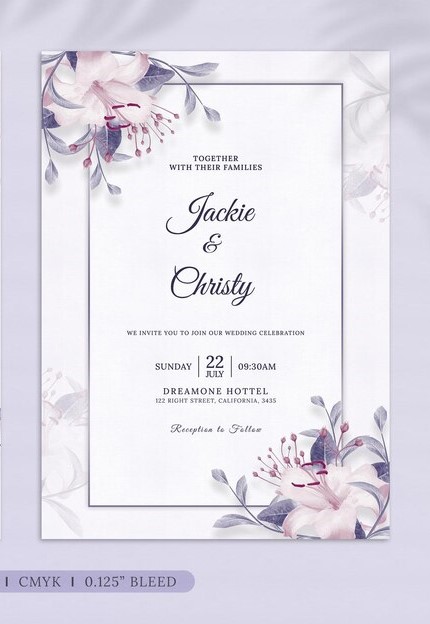 TOGETHER
WITH THEIR FAMILIES
Jackie
&
Christy
WE INVITE YOU TO JOIN OUR WEDDING CELEBRATION
SUNDAY | 22 JULY | 09:30AM
DREAMONE HOTTEL
122 RIGHT STREET, CALIFORNIA, 3435
Reception to Follow
I CMYK I 0.125" BLEED